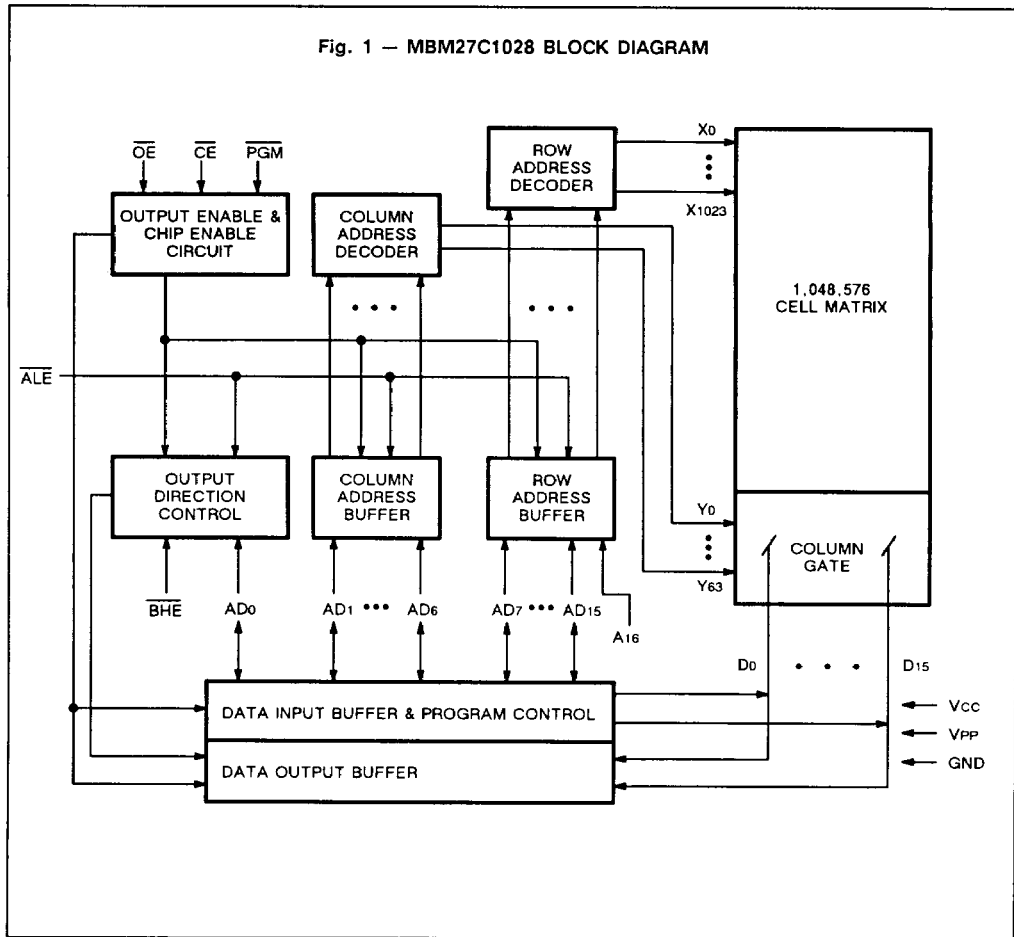 Fig. 1 — MBM27C1028 BLOCK DIAGRAM
OE CE PGM
OUTPUT ENABLE &
CHIP ENABLE
CIRCUIT
COLUMN
ADDRESS
DECODER
ROW
ADDRESS
DECODER
X0
X1023
1,048,576
CELL MATRIX
ALE
OUTPUT
DIRECTION
CONTROL
COLUMN
ADDRESS
BUFFER
ROW
ADDRESS
BUFFER
Y0
Y63
COLUMN
GATE
BHE AD0 AD1 ••• AD6 AD7 ••• AD15 A16
D0 • • • D15
DATA INPUT BUFFER & PROGRAM CONTROL
DATA OUTPUT BUFFER
VCC
VPP
GND